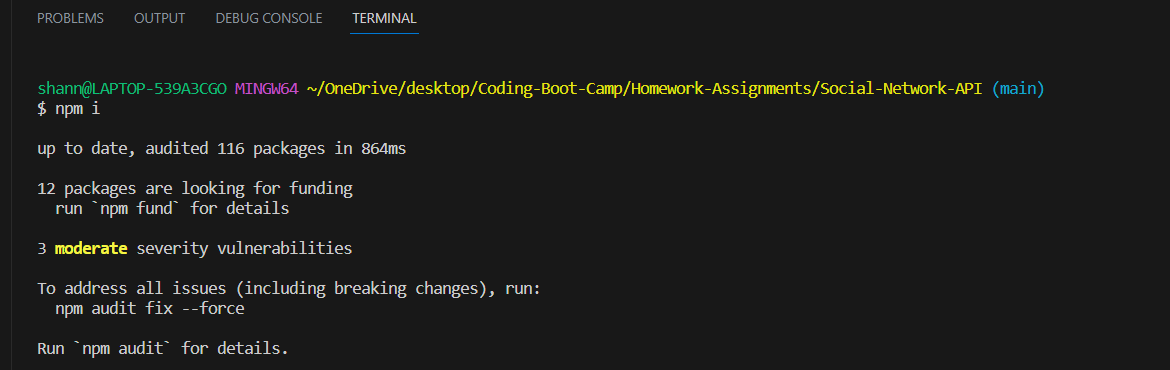 PROBLEMS OUTPUT DEBUG CONSOLE TERMINAL
shann@LAPTOP-539A3CGO MINGW64 ~/OneDrive/desktop/Coding-Boot-Camp/Homework-Assignments/Social-Network-API (main)
$ npm i
up to date, audited 116 packages in 864ms
12 packages are looking for funding
  run `npm fund` for details
3 moderate severity vulnerabilities
To address all issues (including breaking changes), run:
  npm audit fix --force
Run `npm audit` for details.